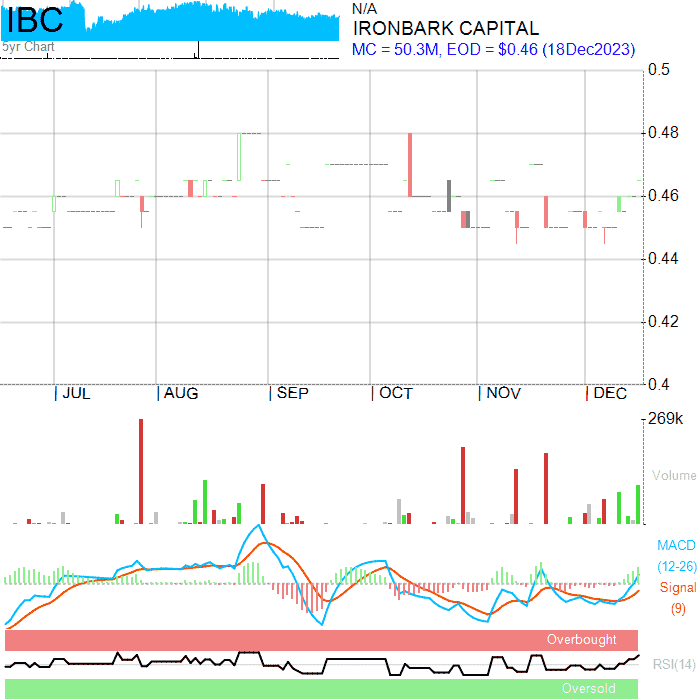 IBC
5yr Chart
N/A
IRONBARK CAPITAL
MC = 50.3M, EOD = $0.46 (18Dec2023)
0.5
0.48
0.46
0.44
0.42
0.4
JUL AUG SEP OCT NOV DEC
269k
Volume
MACD
(12-26)
Signal
(9)
Overbought
RSI(14)
Oversold